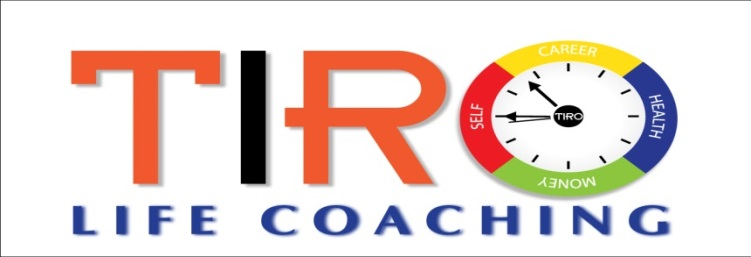 TIRO
CAREER
HEALTH
MONEY
SELF
TIRO
LIFE COACHING